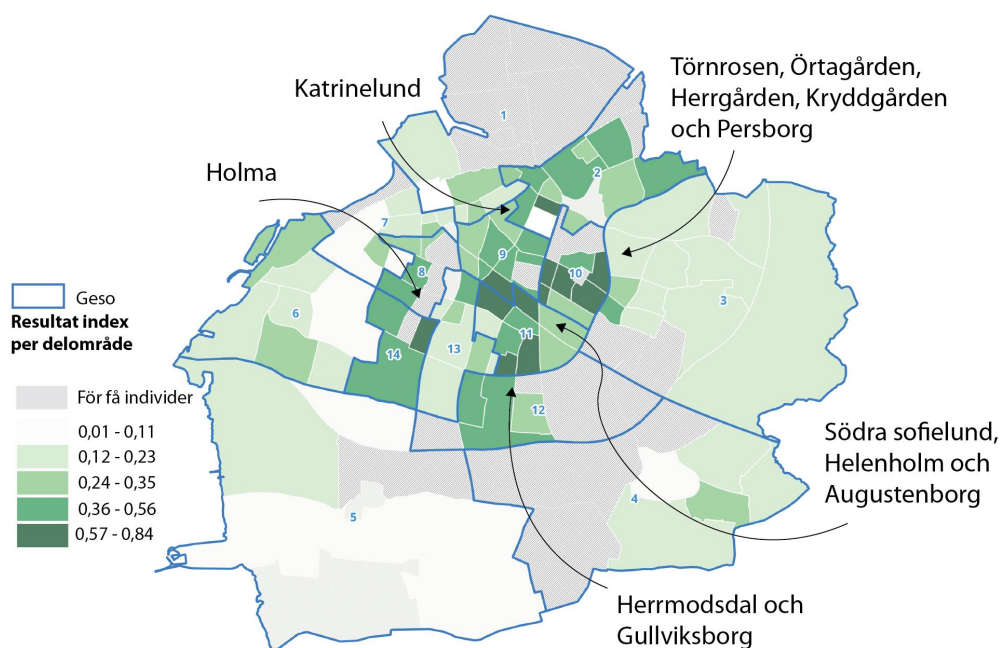 Katrinelund
Törnrosen, Örtagården,
Herrgården, Kryddgården
och Persborg
Holma
1
2
7
9
8
10
3
6
11
13
14
12
4
5
Geso
Resultat index
per delområde
För få individer
0,01 - 0,11
0,12 - 0,23
0,24 - 0,35
0,36 - 0,56
0,57 - 0,84
Södra sofielund,
Helenholm och
Augustenborg
Herrmodsdal och
Gullviksborg